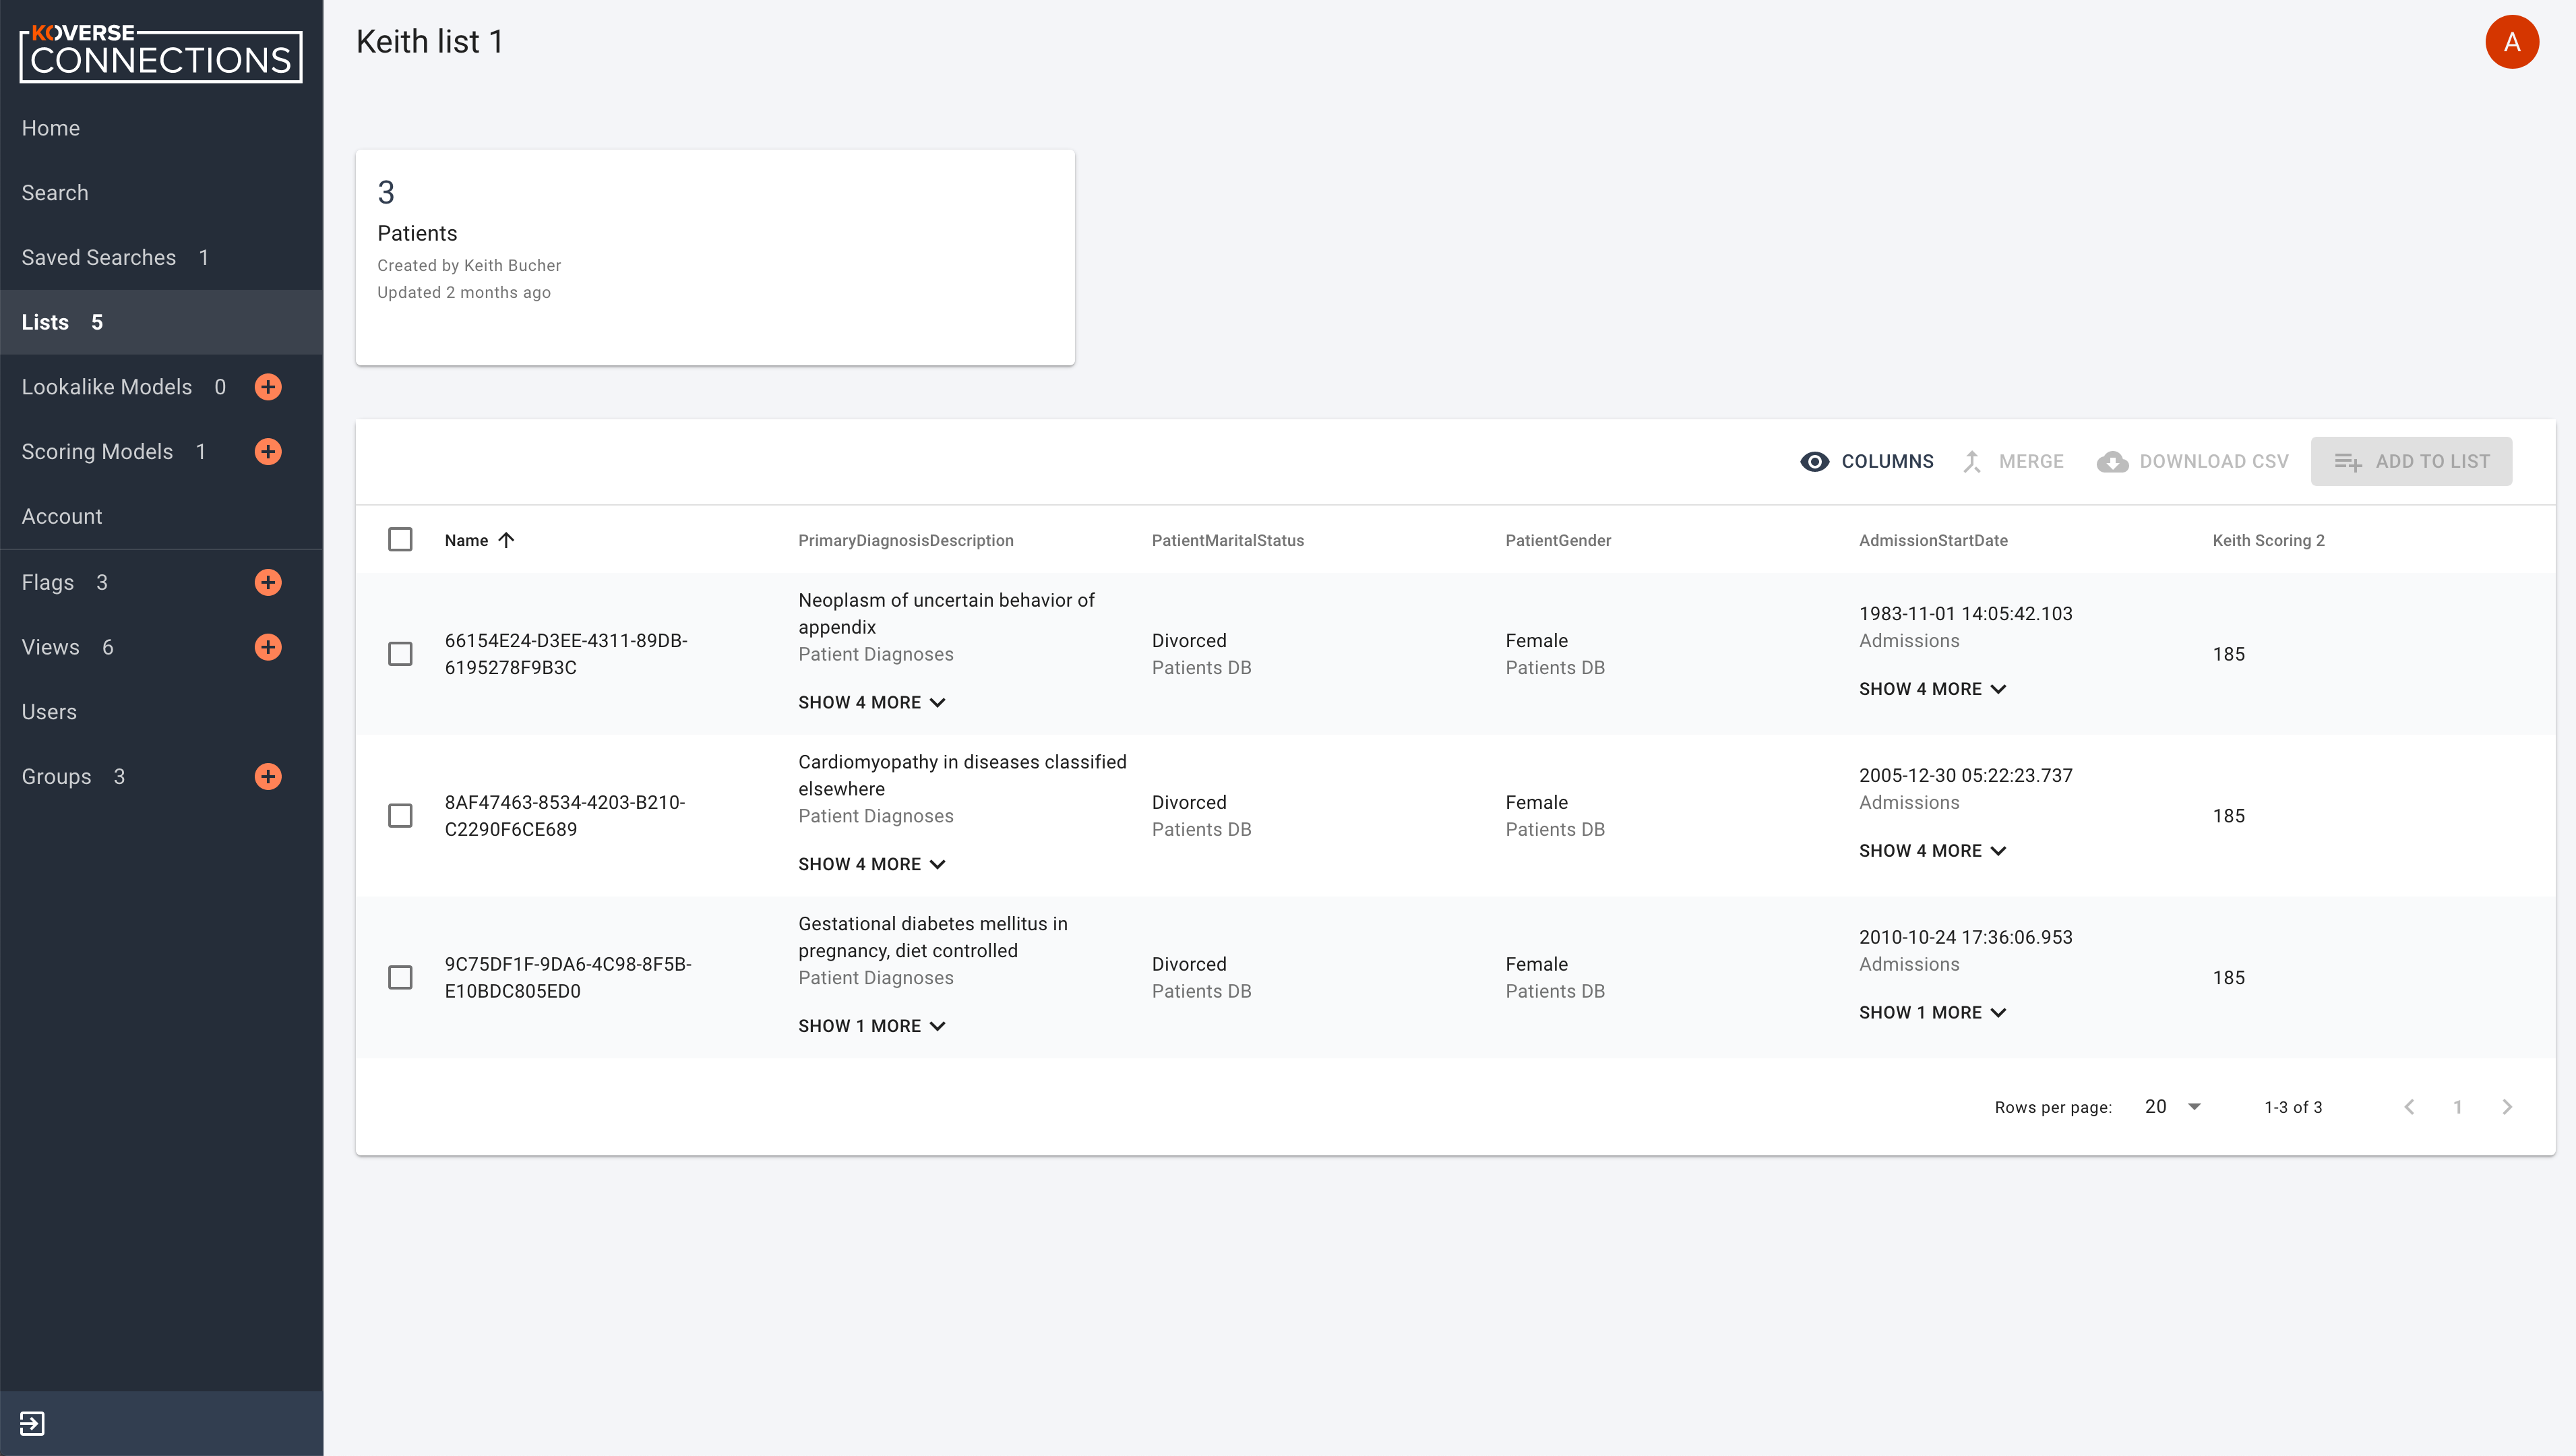 KOVERSE
CONNECTIONS
Home
Search
Saved Searches 1
Lists 5
Lookalike Models 0
Scoring Models 1
Account
Flags 3
Views 6
Users
Groups 3
Keith list 1
A
3
Patients
Created by Keith Bucher
Updated 2 months ago
COLUMNS MERGE DOWNLOAD CSV ADD TO LIST
Name PrimaryDiagnosisDescription PatientMaritalStatus PatientGender AdmissionStartDate Keith Scoring 2
66154E24-D3EE-4311-89DB-
6195278F9B3C
Neoplasm of uncertain behavior of
appendix
Patient Diagnoses
SHOW 4 MORE
Divorced
Patients DB
Female
Patients DB
1983-11-01 14:05:42.103
Admissions
SHOW 4 MORE
185
8AF47463-8534-4203-B210-
C2290F6CE689
Cardiomyopathy in diseases classified
elsewhere
Patient Diagnoses
SHOW 4 MORE
Divorced
Patients DB
Female
Patients DB
2005-12-30 05:22:23.737
Admissions
SHOW 4 MORE
185
9C75DF1F-9DA6-4C98-8F5B-
E10BDC805ED0
Gestational diabetes mellitus in
pregnancy, diet controlled
Patient Diagnoses
SHOW 1 MORE
Divorced
Patients DB
Female
Patients DB
2010-10-24 17:36:06.953
Admissions
SHOW 1 MORE
185
Rows per page: 20 1-3 of 3 1